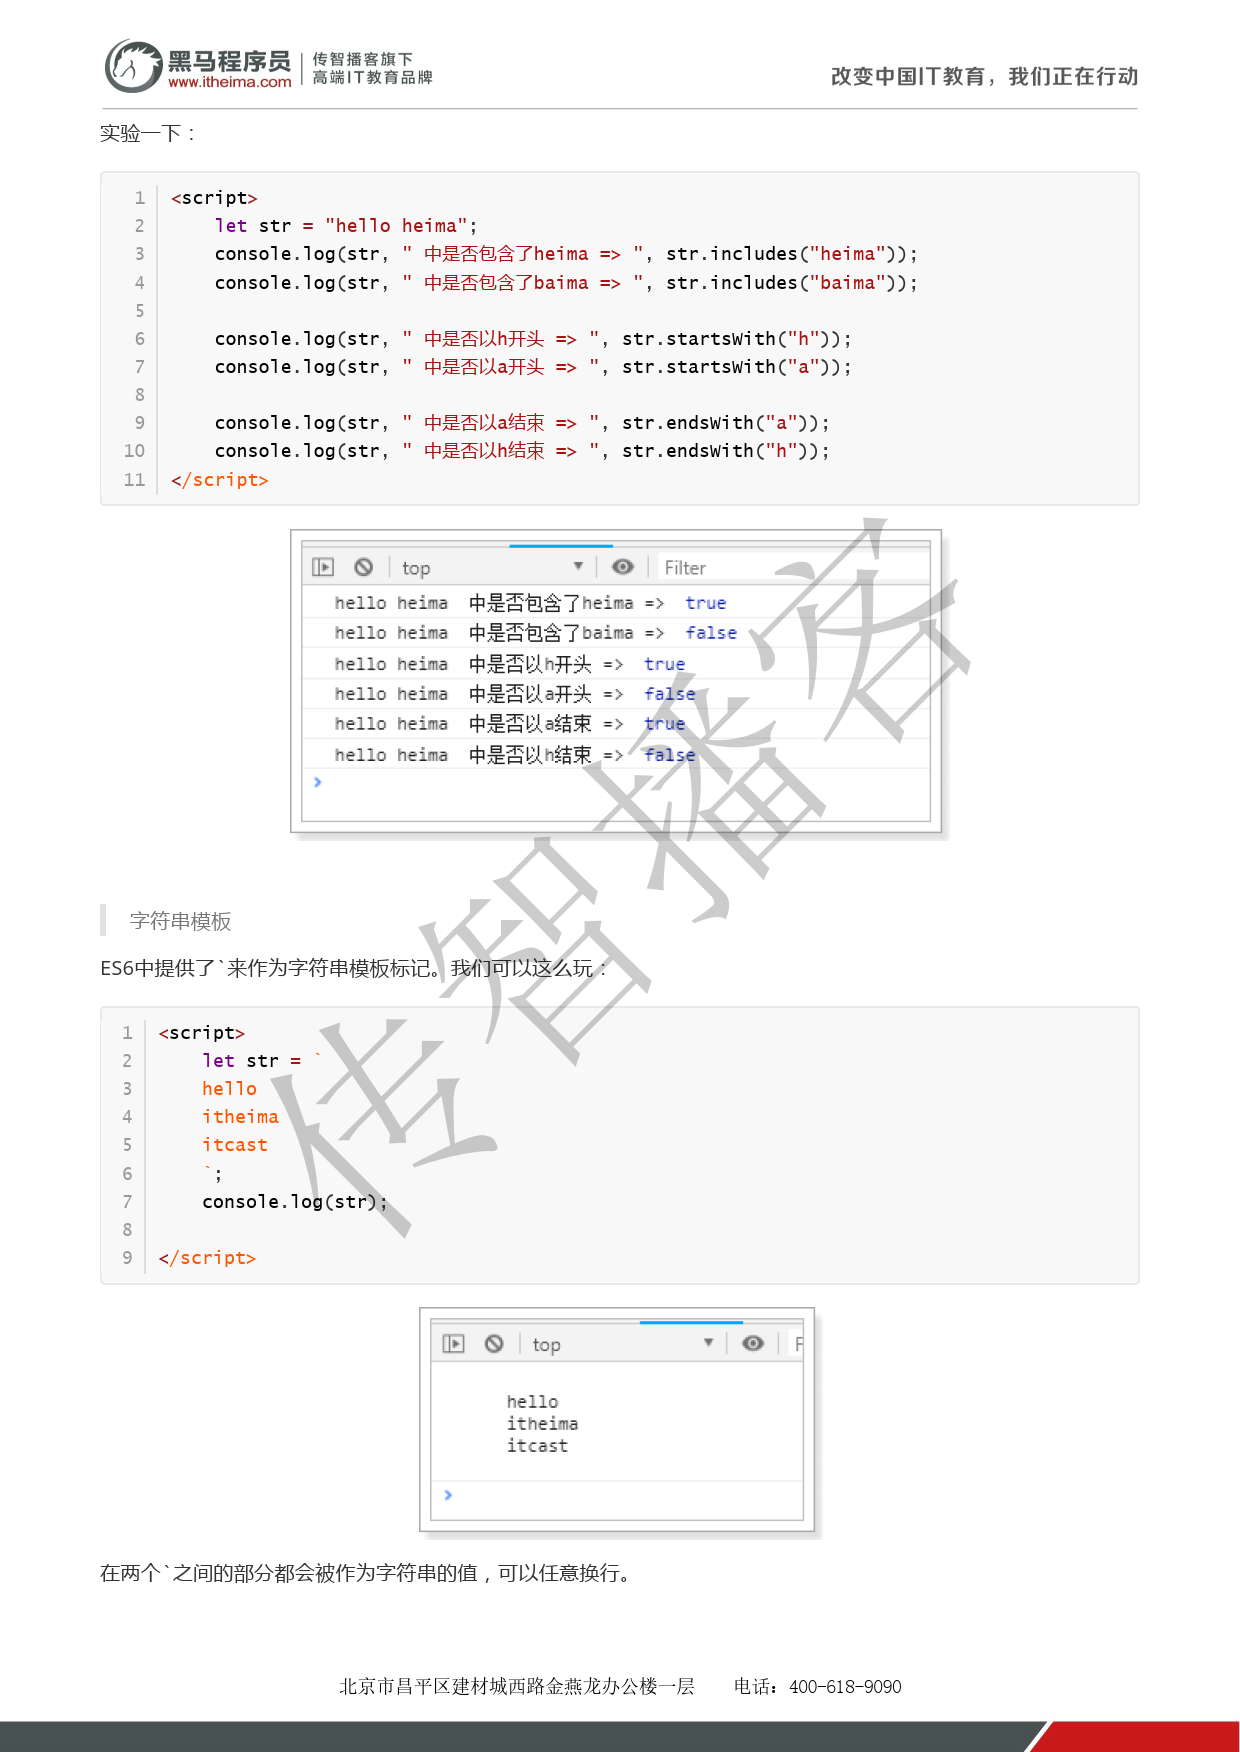 黑马程序员
www.itheima.com
传智播客旗下
高端IT教育品牌
改变中国IT教育，我们正在行动
实验一下：
1 <script>
2     let str = "hello heima";
3     console.log(str, " 中是否包含了heima => ", str.includes("heima"));
4     console.log(str, " 中是否包含了baima => ", str.includes("baima"));
5
6     console.log(str, " 中是否以h开头 => ", str.startsWith("h"));
7     console.log(str, " 中是否以a开头 => ", str.startsWith("a"));
8
9     console.log(str, " 中是否以a结束 => ", str.endsWith("a"));
10     console.log(str, " 中是否以h结束 => ", str.endsWith("h"));
11 </script>
top Filter
hello heima  中是否包含了heima =>  true
hello heima  中是否包含了baima =>  false
hello heima  中是否以h开头 =>  true
hello heima  中是否以a开头 =>  false
hello heima  中是否以a结束 =>  true
hello heima  中是否以h结束 =>  false
传智播客
字符串模板
ES6中提供了`来作为字符串模板标记。我们可以这么玩：
1 <script>
2     let str = `
3     hello
4     itheima
5     itcast
6     `;
7     console.log(str);
8
9 </script>
top F
hello
itheima
itcast
在两个`之间的部分都会被作为字符串的值，可以任意换行。
北京市昌平区建材城西路金燕龙办公楼一层 电话：400-618-9090